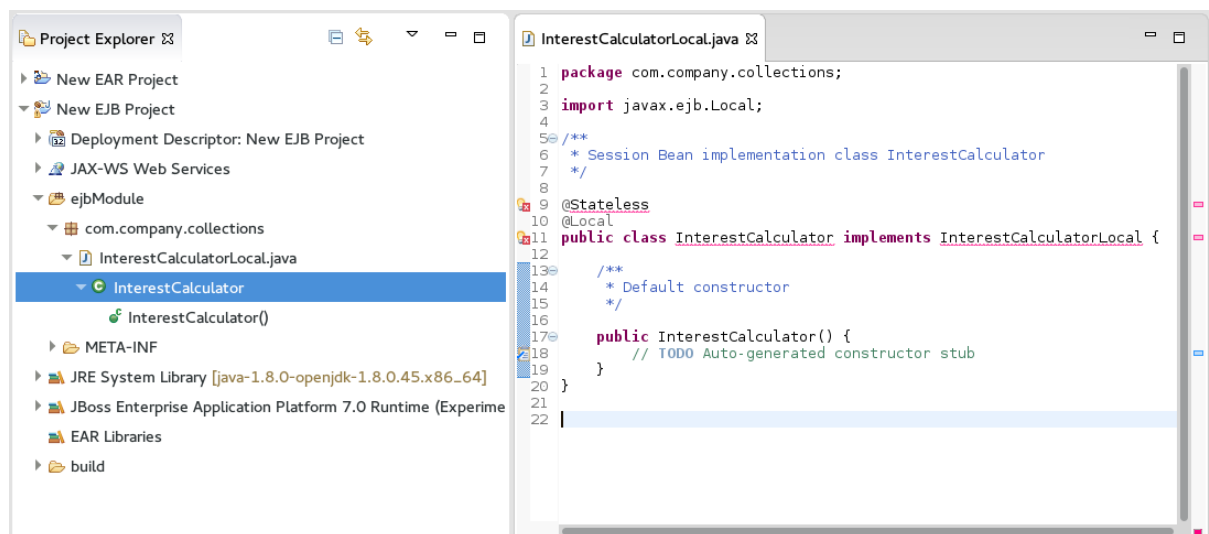 Project Explorer
New EAR Project
New EJB Project
Deployment Descriptor: New EJB Project
JAX-WS Web Services
ejbModule
com.company.collections
InterestCalculatorLocal.java
InterestCalculator
InterestCalculator()
META-INF
JRE System Library [java-1.8.0-openjdk-1.8.0.45.x86_64]
JBoss Enterprise Application Platform 7.0 Runtime (Experime
EAR Libraries
build
InterestCalculatorLocal.java
1 package com.company.collections;
2
3 import javax.ejb.Local;
4
5 /**
6 * Session Bean implementation class InterestCalculator
7 */
8
9 @Stateless
10 @Local
11 public class InterestCalculator implements InterestCalculatorLocal {
12
13 /**
14 * Default constructor
15 */
16
17 public InterestCalculator() {
18 // TODO Auto-generated constructor stub
19 }
20 }
21
22